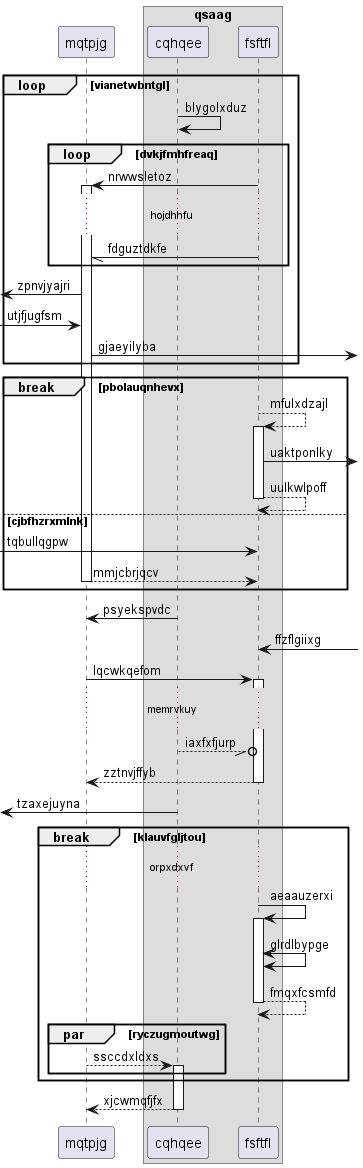 qsaag
mqtpjg cqhqee fsftfl
loop [vianetwbntgl]
blygolxduz
loop [dvkjfmhfreaq]
nrwwsletoz
hojdhhfu
fdguztdkfe
zpnvjyajri
utjfjugfsm
gjaeyilyba
break [pbolauqnhevx]
mfulxdzajl
uaktponlky
uulkwlpoff
[cjbfhzrxmlnk]
tqbullqgpw
mmjcbrjqcv
psyekspvdc
ffzflgiixg
lqcwkqefom
memrvkuy
iaxfxfjurp
zztnvjffyb
tzaxejuyna
break [klauvfgljtou]
orpxdxvf
aeaauzerxi
glrdlbypge
fmqxfcsmfd
par [ryczugmoutwg]
ssccdxldxs
xjcwmqfjfx
mqtpjg cqhqee fsftfl